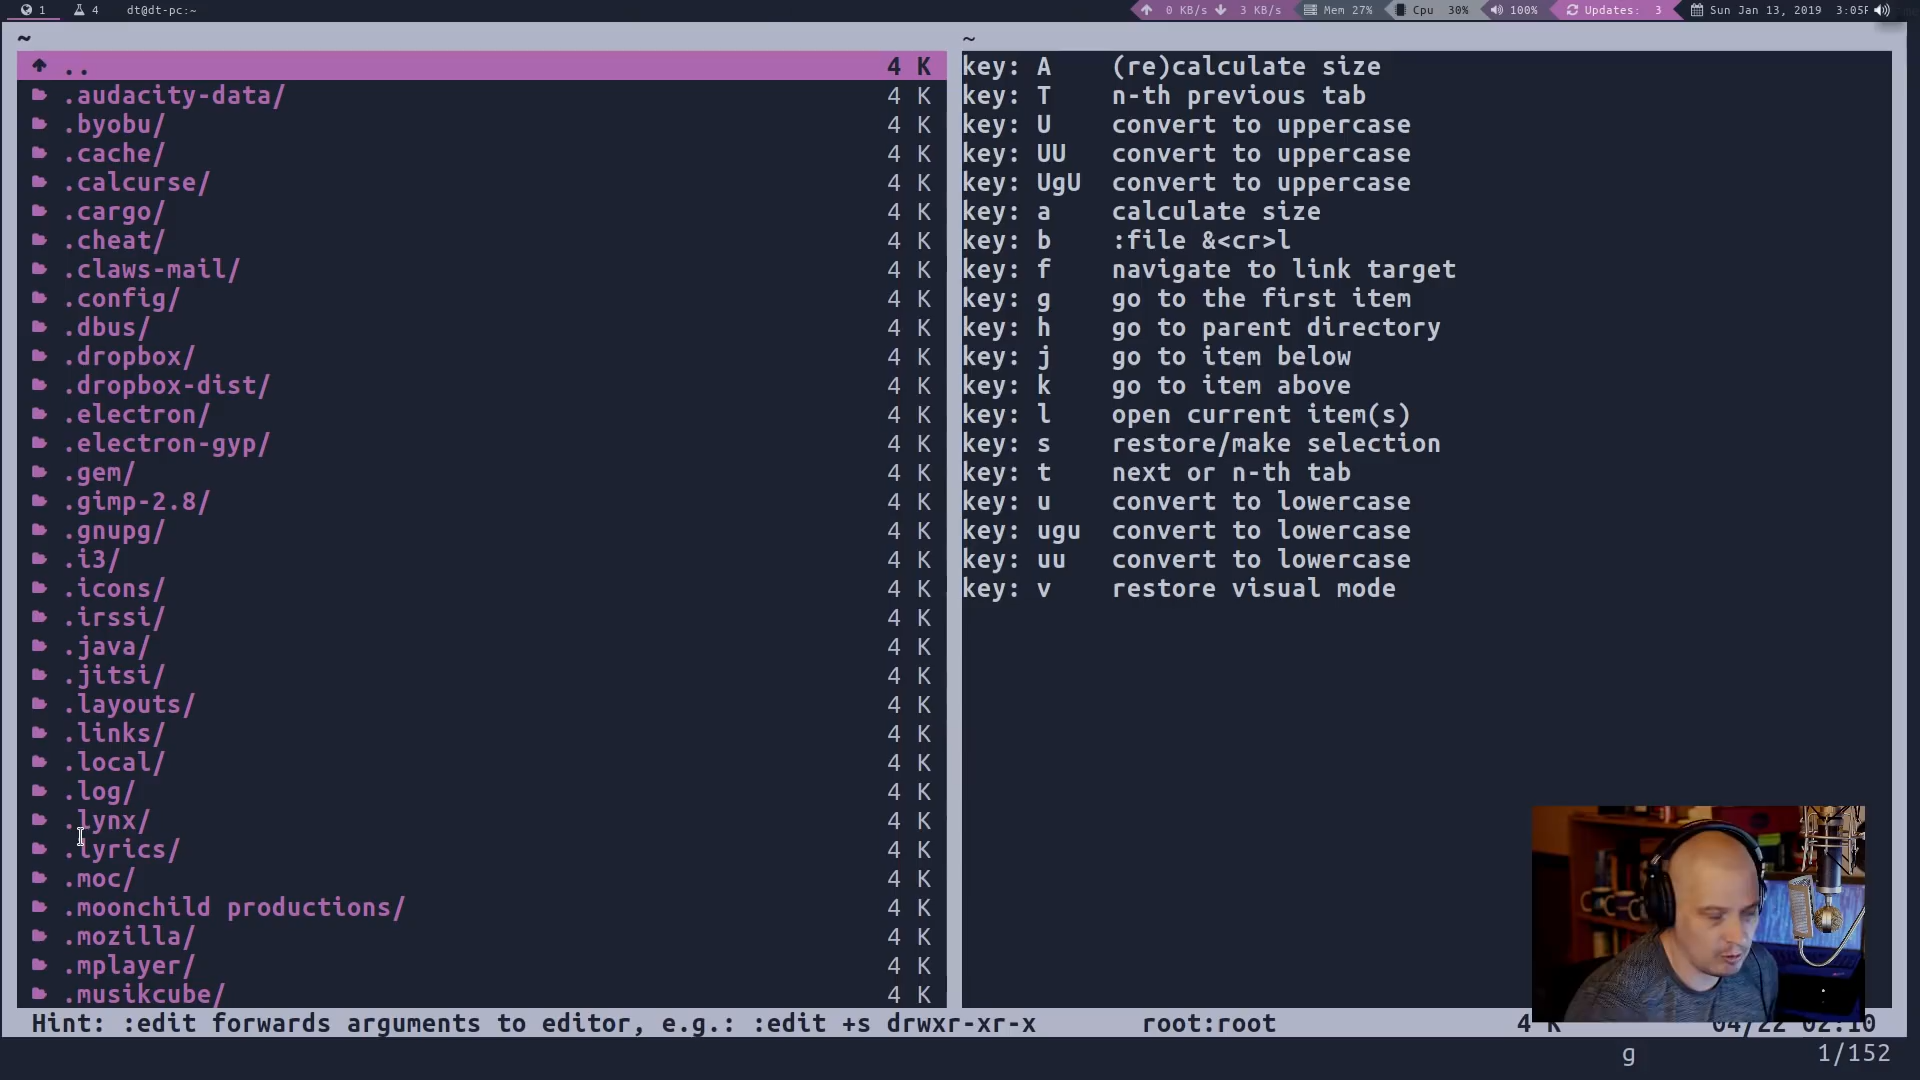 1 4 dt@dt-pc:~ 0 KB/s 3 KB/s Mem 27% Cpu 30% 100% Updates: 3 Sun Jan 13, 2019 3:05P
~ ~
.. 4 K
.audacity-data/ 4 K
.byobu/ 4 K
.cache/ 4 K
.calcurse/ 4 K
.cargo/ 4 K
.cheat/ 4 K
.claws-mail/ 4 K
.config/ 4 K
.dbus/ 4 K
.dropbox/ 4 K
.dropbox-dist/ 4 K
.electron/ 4 K
.electron-gyp/ 4 K
.gem/ 4 K
.gimp-2.8/ 4 K
.gnupg/ 4 K
.i3/ 4 K
.icons/ 4 K
.irssi/ 4 K
.java/ 4 K
.jitsi/ 4 K
.layouts/ 4 K
.links/ 4 K
.local/ 4 K
.log/ 4 K
.lynx/ 4 K
.lyrics/ 4 K
.moc/ 4 K
.moonchild productions/ 4 K
.mozilla/ 4 K
.mplayer/ 4 K
.musikcube/ 4 K
key: A (re)calculate size
key: T n-th previous tab
key: U convert to uppercase
key: UU convert to uppercase
key: UgU convert to uppercase
key: a calculate size
key: b :file &<cr>l
key: f navigate to link target
key: g go to the first item
key: h go to parent directory
key: j go to item below
key: k go to item above
key: l open current item(s)
key: s restore/make selection
key: t next or n-th tab
key: u convert to lowercase
key: ugu convert to lowercase
key: uu convert to lowercase
key: v restore visual mode
Hint: :edit forwards arguments to editor, e.g.: :edit +s drwxr-xr-x root:root 4 K 04/22 02:10
g 1/152